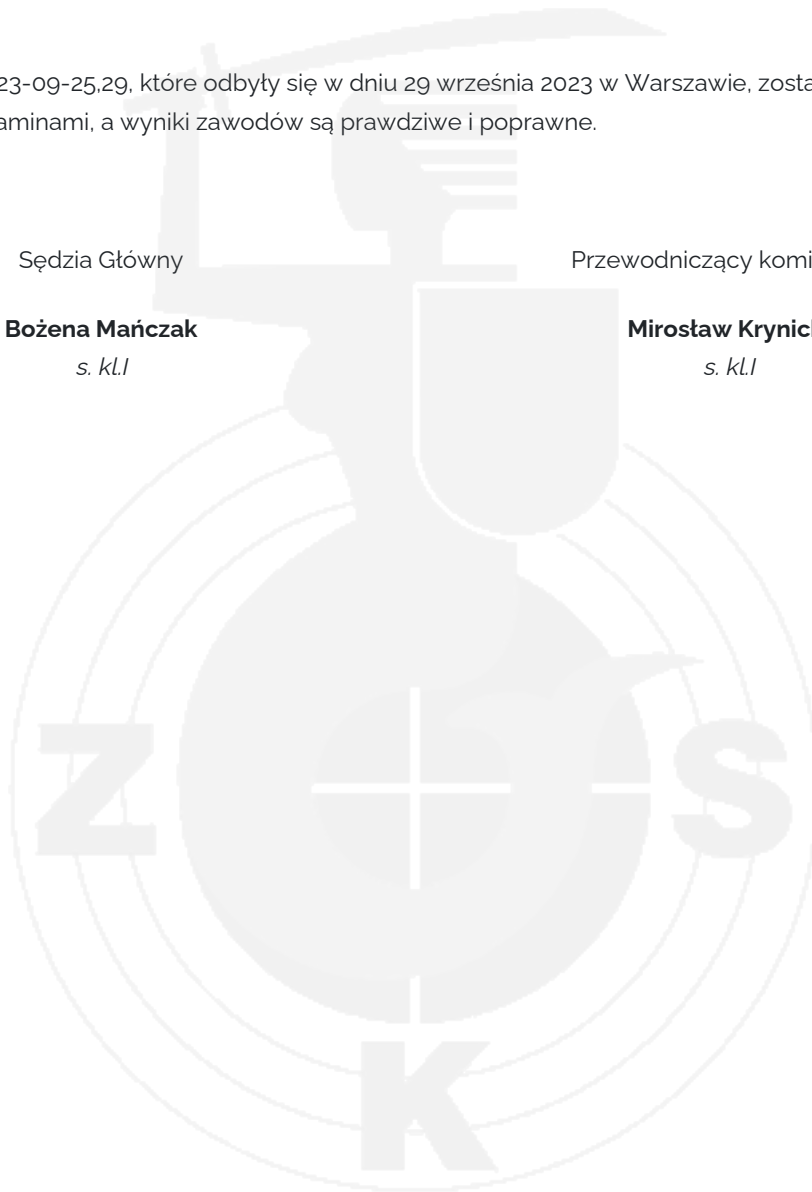 23-09-25,29, które odbyły się w dniu 29 września 2023 w Warszawie, zosta
aminami, a wyniki zawodów są prawdziwe i poprawne.
Sędzia Główny
Przewodniczący komi
Bożena Mańczak
Mirosław Krynic
s. kl.I
s. kl.I
Z S
K